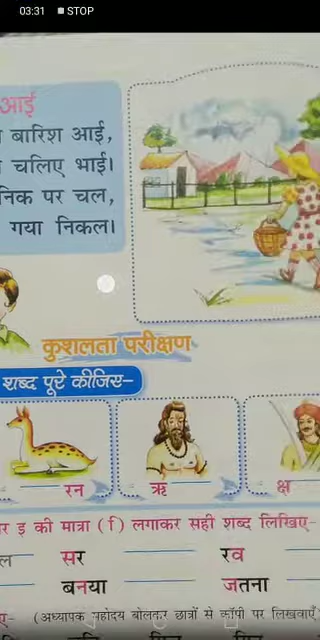 03:31 STOP
आई
बारिश आई,
चलिए भाई।
निक पर चल,
गया निकल।
कुशलता परीक्षण
शब्द पूरे कीजिए-
रन ऋ क्ष
र इ की मात्रा (ि) लगाकर सही शब्द लिखिए-
ल सर रव
बनया जतना
ए- (अध्यापक महोदय बोलकर छात्रों से कॉपी पर लिखवाएँ